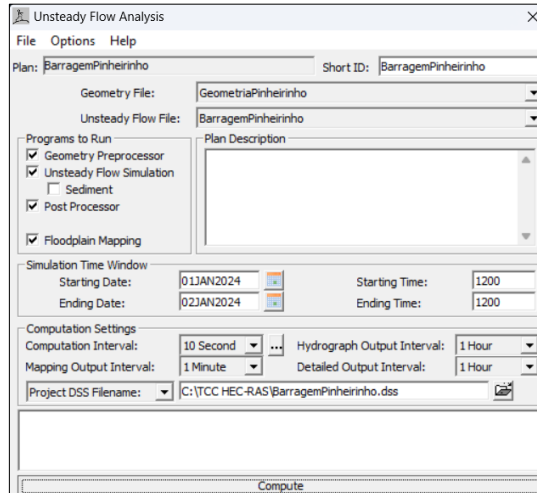 Unsteady Flow Analysis
File Options Help
Plan: BarragemPinheirinho Short ID: BarragemPinheirinho
Geometry File: GeometriaPinheirinho
Unsteady Flow File: BarragemPinheirinho
Programs to Run
Geometry Preprocessor
Unsteady Flow Simulation
Sediment
Post Processor
Floodplain Mapping
Plan Description
Simulation Time Window
Starting Date: 01JAN2024 Starting Time: 1200
Ending Date: 02JAN2024 Ending Time: 1200
Computation Settings
Computation Interval: 10 Second ... Hydrograph Output Interval: 1 Hour
Mapping Output Interval: 1 Minute Detailed Output Interval: 1 Hour
Project DSS Filename: C:\TCC HEC-RAS\BarragemPinheirinho.dss
Compute